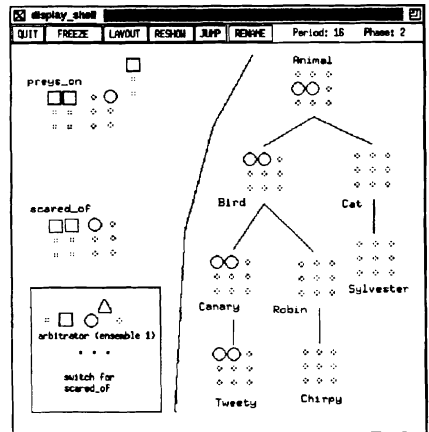 display_shell
QUIT FREEZE LAYOUT RESHOW JUMP RENAME Period: 16 Phase: 2
Animal
preys_on
Bird Cat
scared_of
Sylvester
Canary Robin
arbitrator (ensemble 1)
switch for
scared_of
Tweety Chirpy